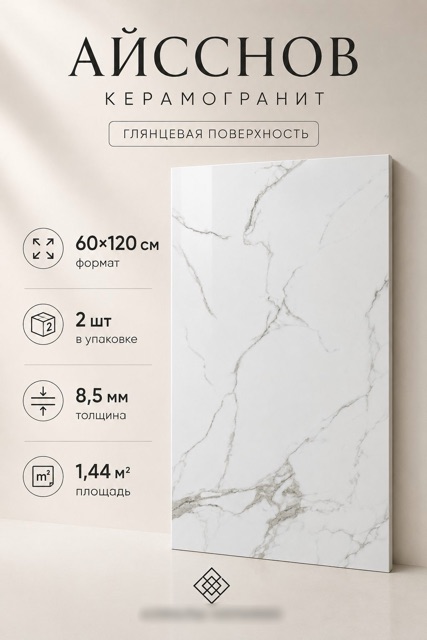 АЙССНОВ
КЕРАМОГРАНИТ
ГЛЯНЦЕВАЯ ПОВЕРХНОСТЬ
60×120 см
формат
2
2 шт
в упаковке
8,5 мм
толщина
m²
1,44 м²
площадь